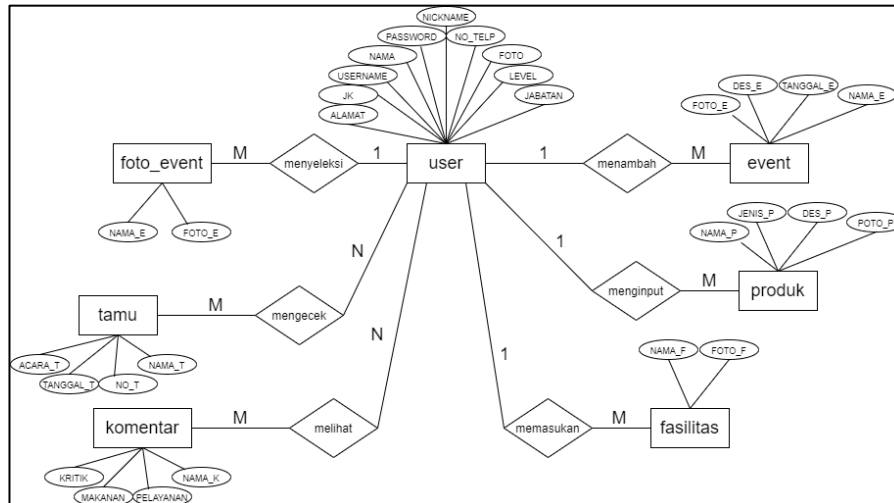 NICKNAME
PASSWORD
NO_TELP
NAMA
FOTO
USERNAME
LEVEL
JK
JABATAN
ALAMAT
DES_E
TANGGAL_E
FOTO_E
NAMA_E
foto_event
M
menyeleksi
1
user
1
menambah
M
event
NAMA_E
FOTO_E
JENIS_P
DES_P
NAMA_P
POTO_P
N
1
tamu
M
mengecek
menginput
M
produk
ACARA_T
NAMA_T
TANGGAL_T
NO_T
N
1
NAMA_F
FOTO_F
komentar
M
melihat
memasukan
M
fasilitas
KRITIK
NAMA_K
MAKANAN
PELAYANAN